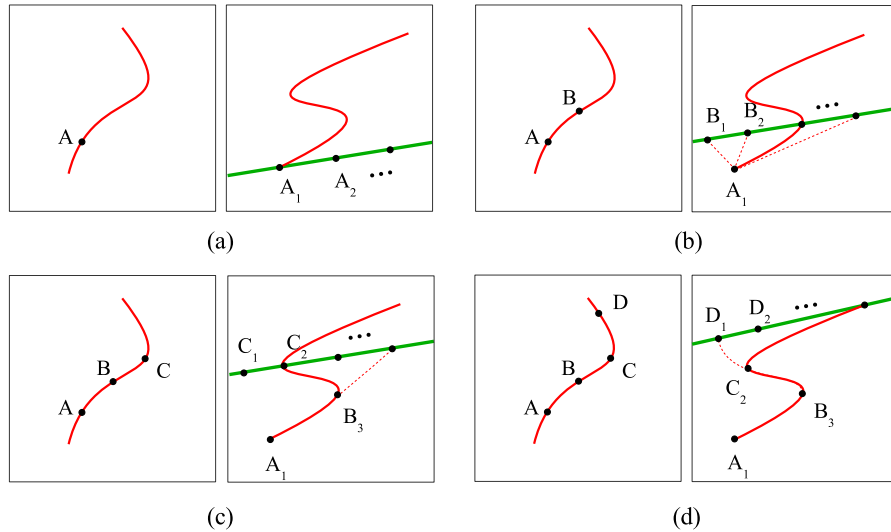 A
A₁
A₂
•••
(a)
B
A
B₁
B₂
•••
A₁
(b)
A
B
C
C₁
C₂
•••
B₃
A₁
(c)
D
B
C
A
D₁
D₂
•••
C₂
B₃
A₁
(d)